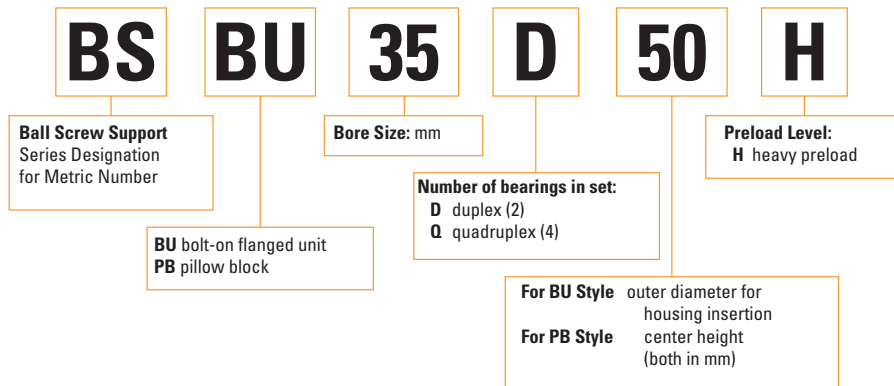 BS BU 35 D 50 H
Ball Screw Support
Series Designation
for Metric Number
BU bolt-on flanged unit
PB pillow block
Bore Size: mm
Number of bearings in set:
D duplex (2)
Q quadruplex (4)
For BU Style outer diameter for
housing insertion
For PB Style center height
(both in mm)
Preload Level:
H heavy preload